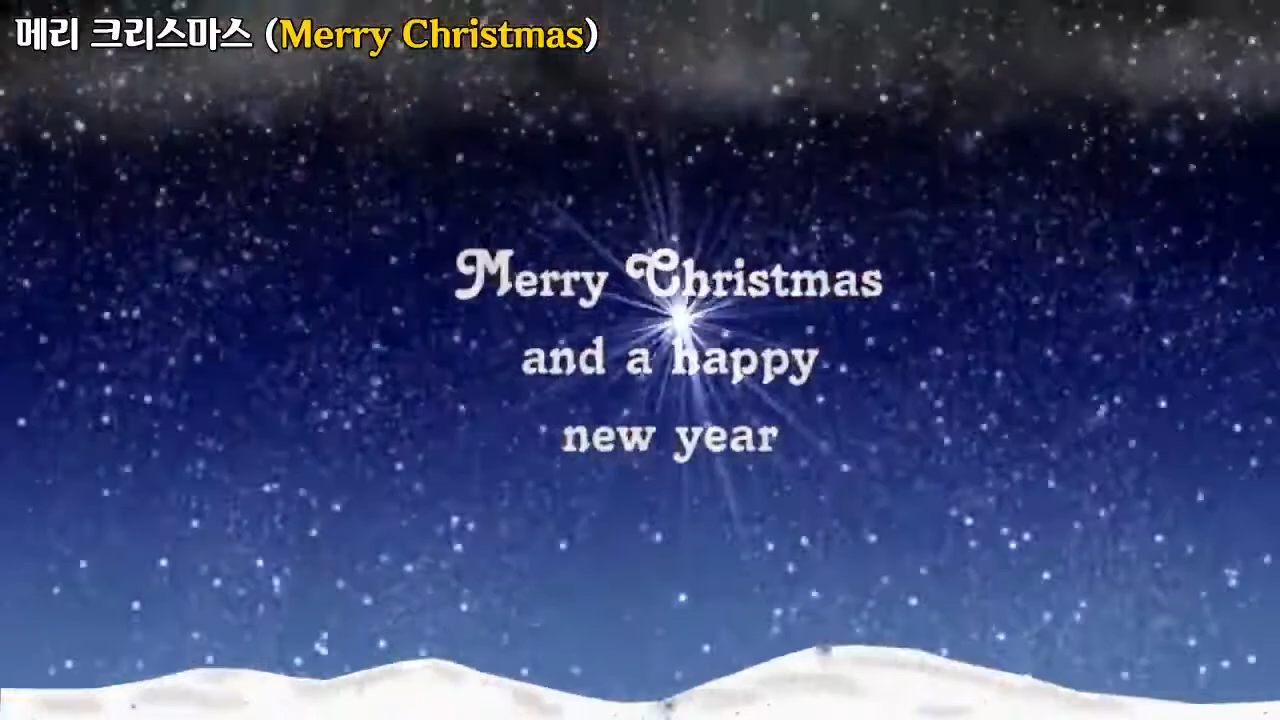 메리 크리스마스 (Merry Christmas)
Merry Christmas
and a happy
new year